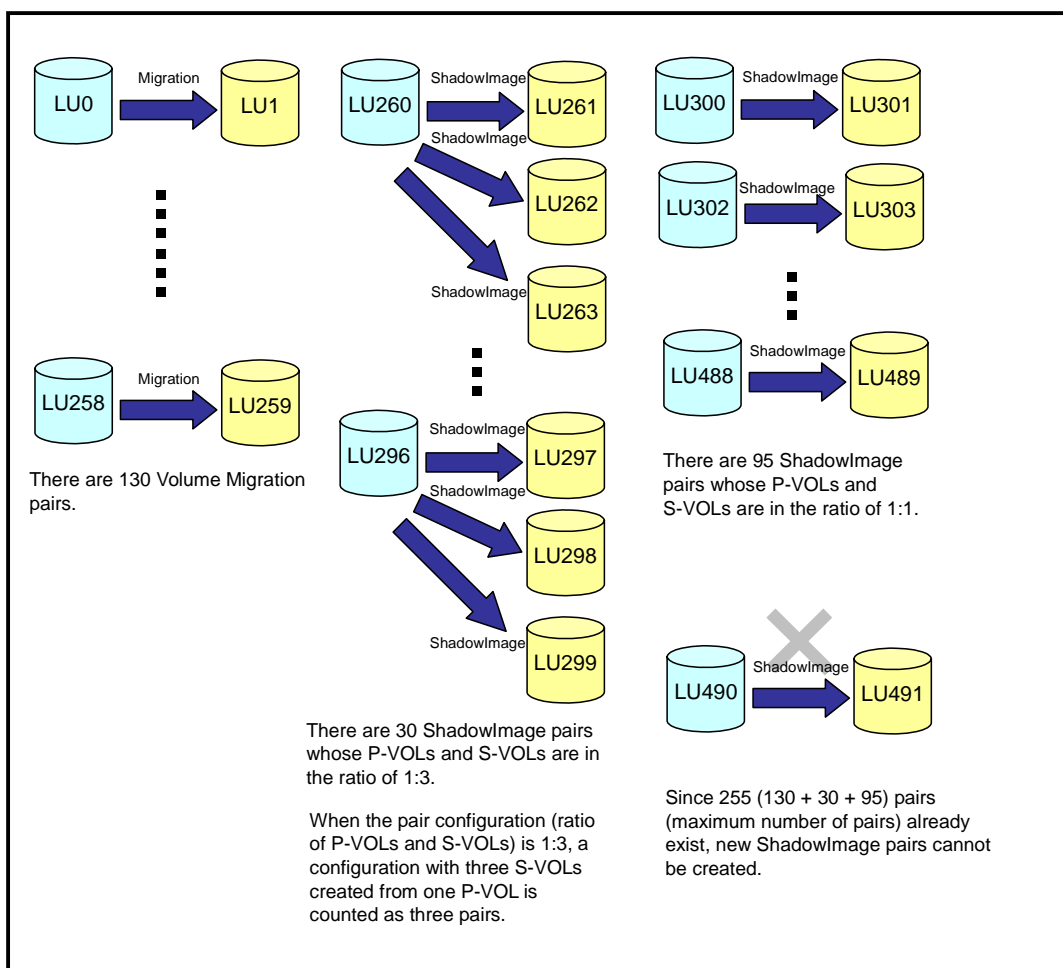 LU0
Migration
LU1
LU258
Migration
LU259
There are 130 Volume Migration
pairs.
LU260
ShadowImage
LU261
ShadowImage
LU262
ShadowImage
LU263
LU296
ShadowImage
LU297
ShadowImage
LU298
ShadowImage
LU299
There are 30 ShadowImage pairs
whose P-VOLs and S-VOLs are in
the ratio of 1:3.
When the pair configuration (ratio
of P-VOLs and S-VOLs) is 1:3, a
configuration with three S-VOLs
created from one P-VOL is
counted as three pairs.
LU300
ShadowImage
LU301
LU302
ShadowImage
LU303
LU488
ShadowImage
LU489
There are 95 ShadowImage
pairs whose P-VOLs and
S-VOLs are in the ratio of 1:1.
LU490
ShadowImage
LU491
Since 255 (130 + 30 + 95) pairs
(maximum number of pairs) already
exist, new ShadowImage pairs cannot
be created.